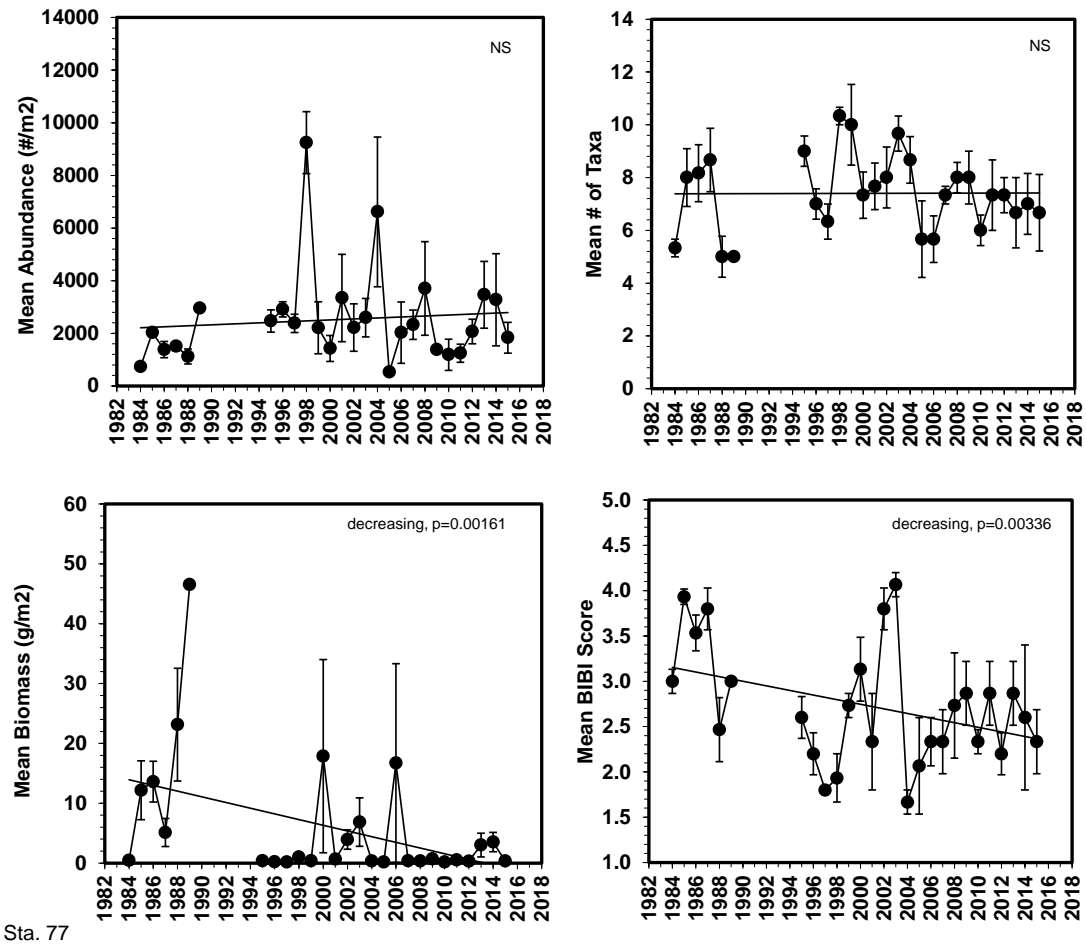 14000
12000
10000
8000
6000
4000
2000
0
Mean Abundance (#/m2)
NS
1982 1984 1986 1988 1990 1992 1994 1996 1998 2000 2002 2004 2006 2008 2010 2012 2014 2016 2018
14
12
10
8
6
4
2
0
Mean # of Taxa
NS
1982 1984 1986 1988 1990 1992 1994 1996 1998 2000 2002 2004 2006 2008 2010 2012 2014 2016 2018
60
50
40
30
20
10
0
Mean Biomass (g/m2)
decreasing, p=0.00161
1982 1984 1986 1988 1990 1992 1994 1996 1998 2000 2002 2004 2006 2008 2010 2012 2014 2016 2018
5.0
4.5
4.0
3.5
3.0
2.5
2.0
1.5
1.0
Mean BIBI Score
decreasing, p=0.00336
1982 1984 1986 1988 1990 1992 1994 1996 1998 2000 2002 2004 2006 2008 2010 2012 2014 2016 2018
Sta. 77